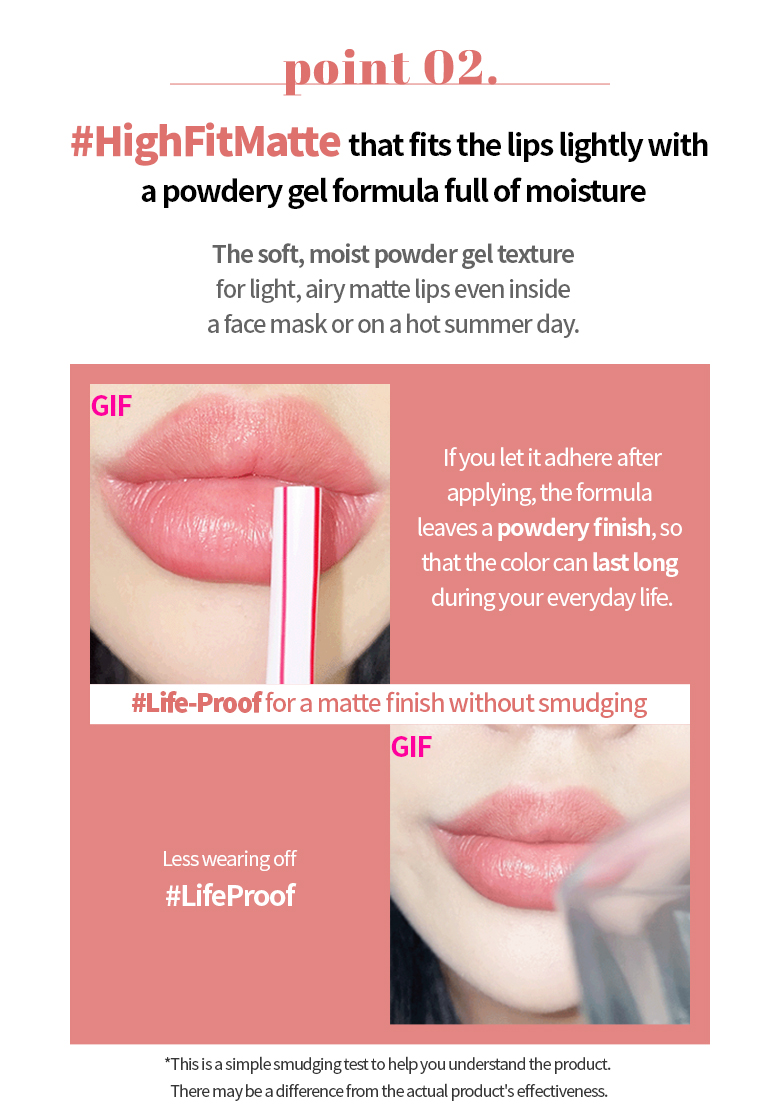 point 02.
#HighFitMatte that fits the lips lightly with
a powdery gel formula full of moisture
The soft, moist powder gel texture
for light, airy matte lips even inside
a face mask or on a hot summer day.
GIF
If you let it adhere after
applying, the formula
leaves a powdery finish, so
that the color can last long
during your everyday life.
#Life-Proof for a matte finish without smudging
GIF
Less wearing off
#LifeProof
*This is a simple smudging test to help you understand the product.
There may be a difference from the actual product's effectiveness.